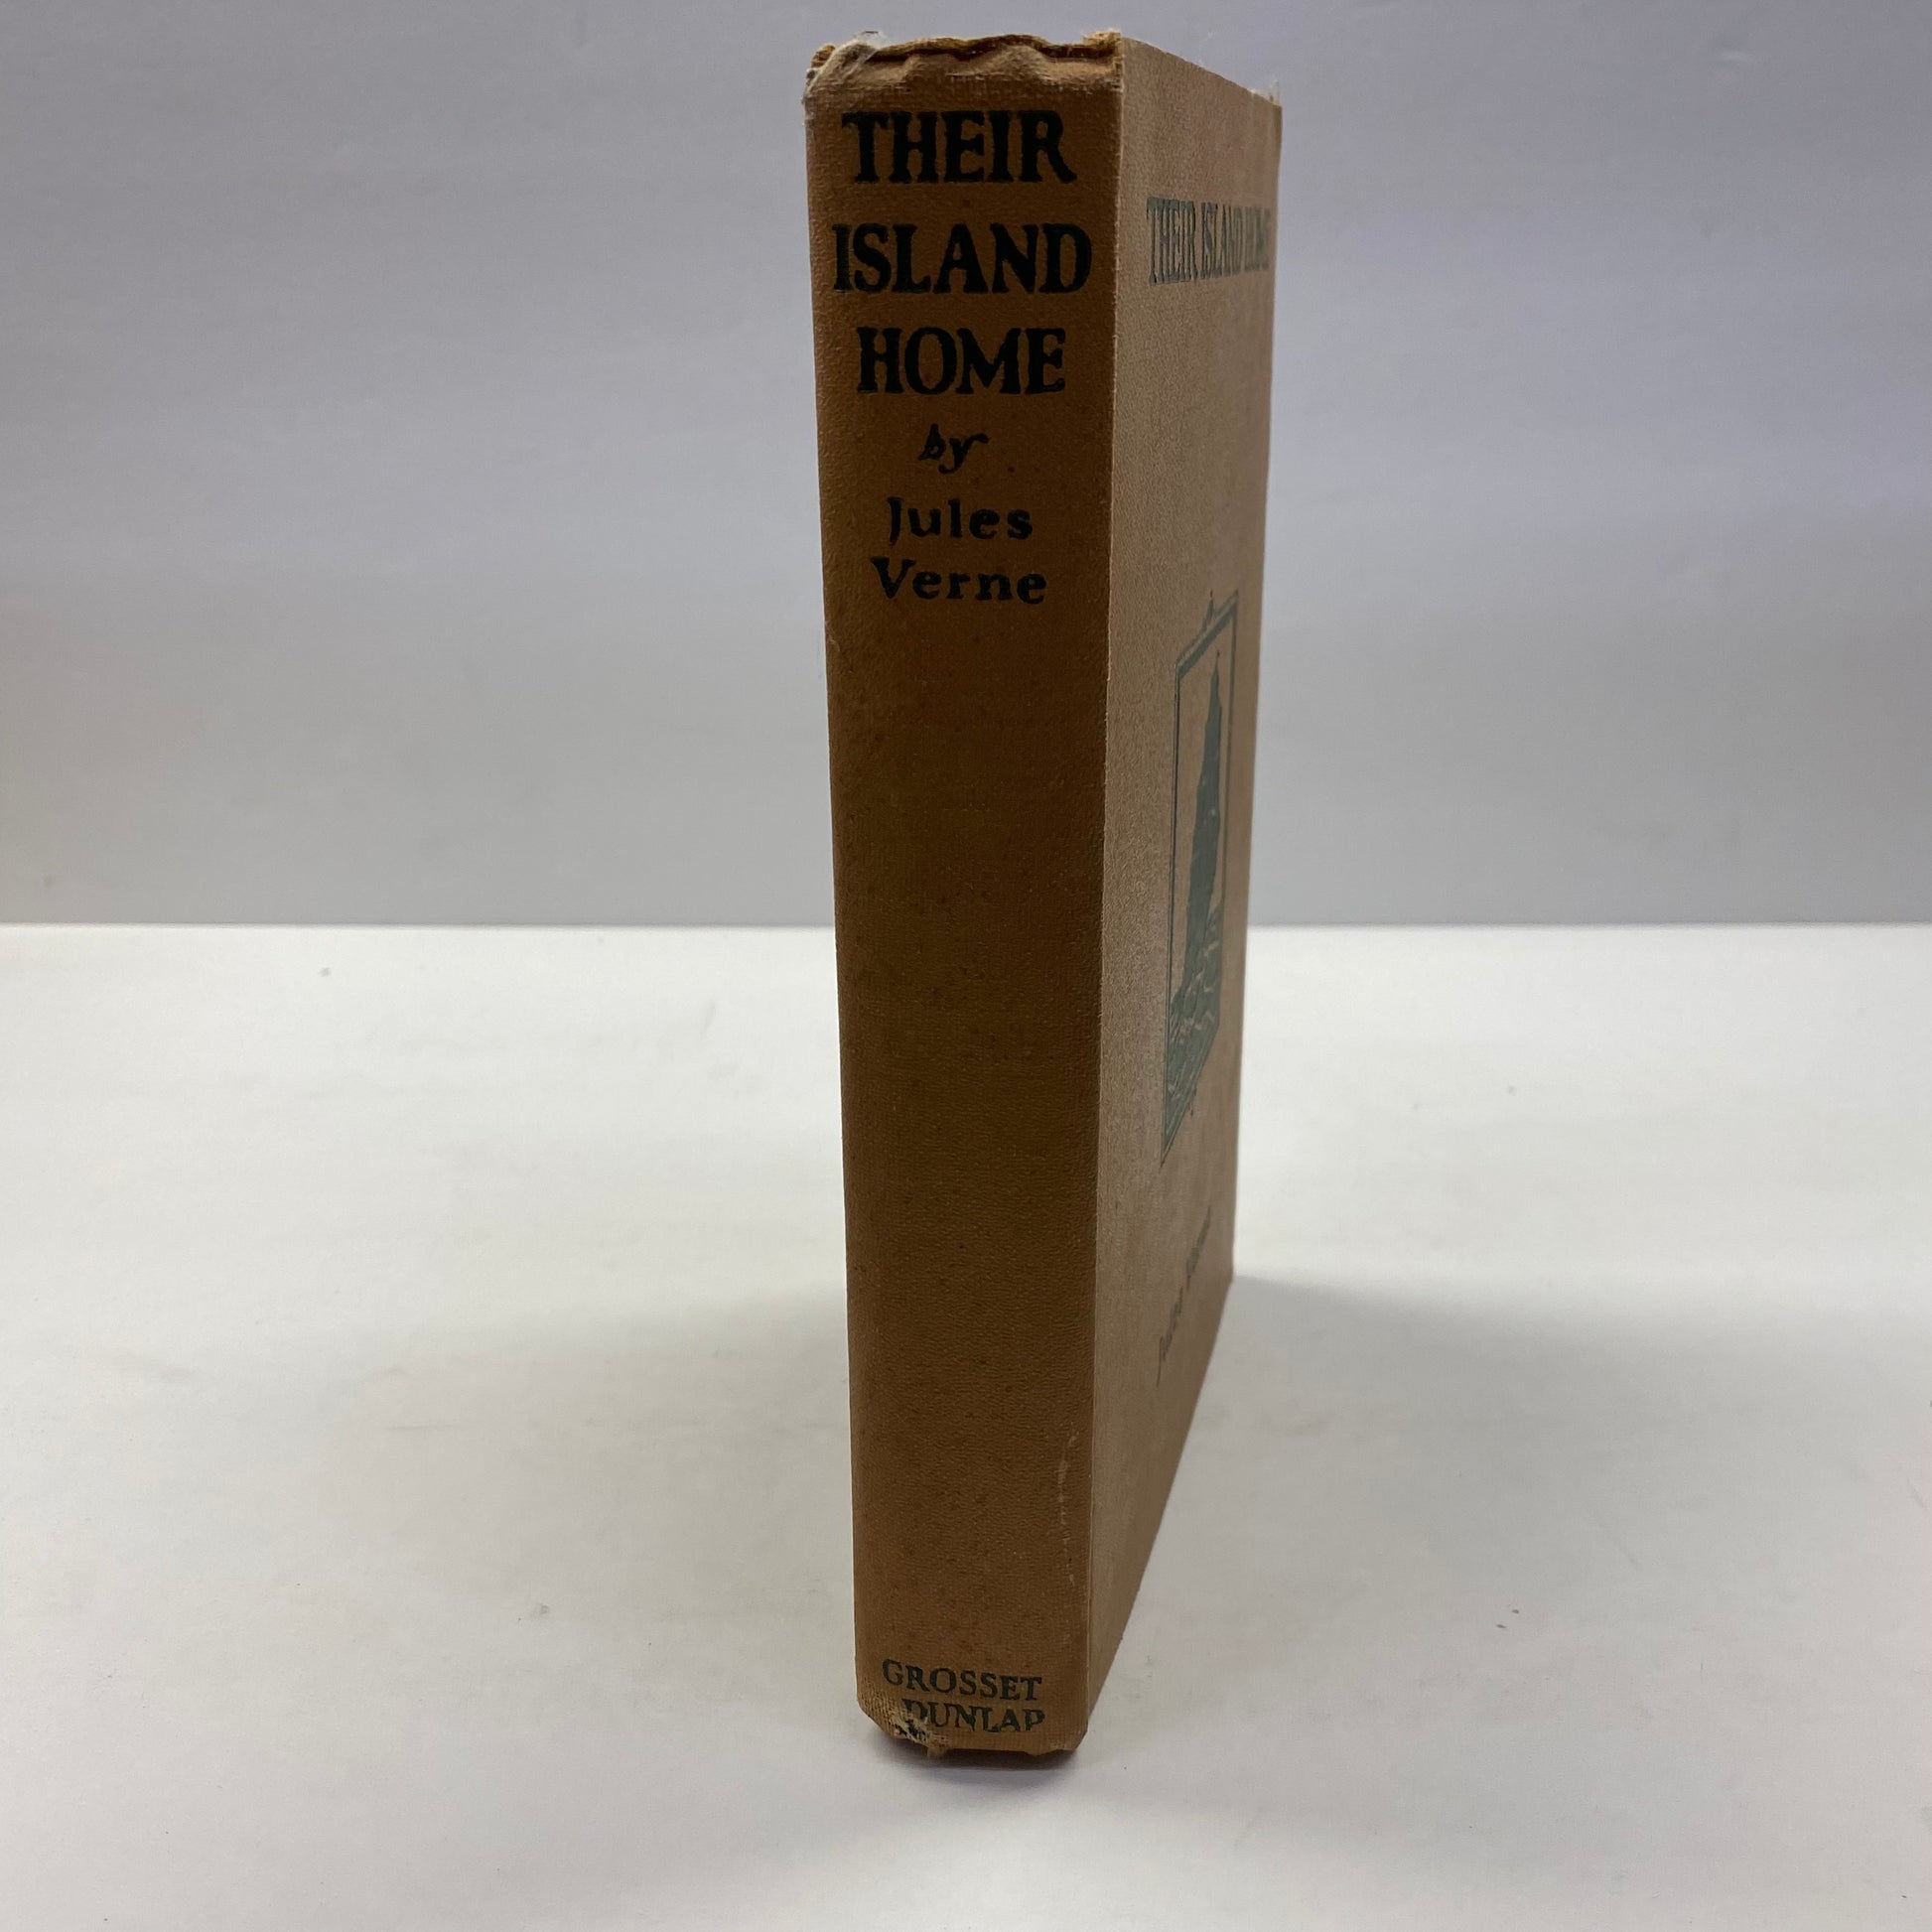 THEIR
ISLAND
HOME
by
Jules
Verne
GROSSET
DUNLAP
THEIR ISLAND HOME